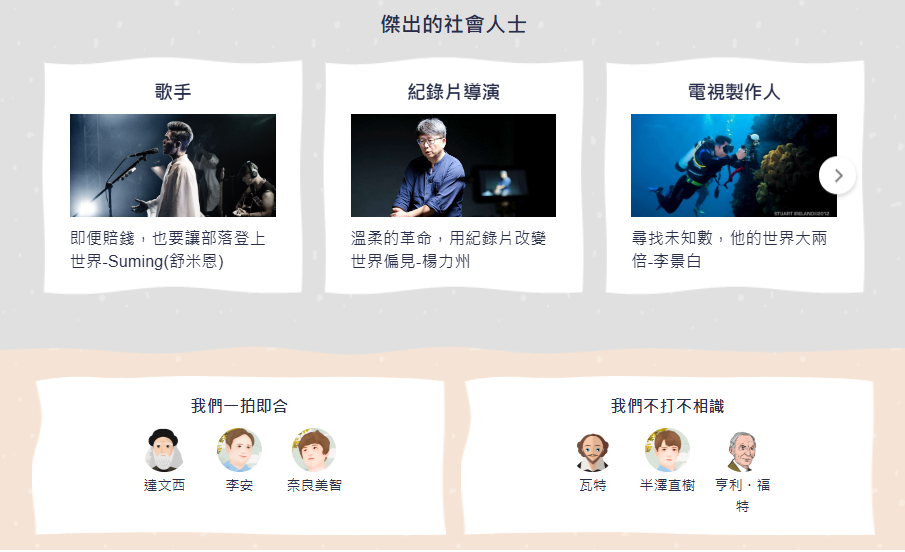 傑出的社會人士
歌手
紀錄片導演
電視製作人
STUART IRELAND©2012
即便賠錢，也要讓部落登上
世界-Suming(舒米恩)
溫柔的革命，用紀錄片改變
世界偏見-楊力州
尋找未知數，他的世界大兩
倍-李景白
我們一拍即合
達文西
李安
奈良美智
我們不打不相識
瓦特
半澤直樹
亨利．福
特